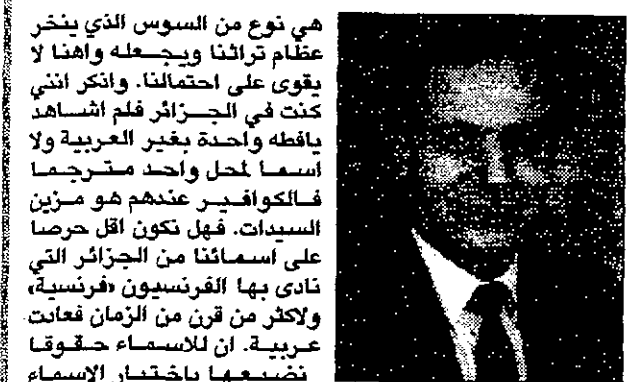 هي نوع من السوس الذي ينخر
عظام تراثنا ويجعله واهنا لا
يقوى على احتمالنا. واذكر انني
كنت في الجزائر فلم اشاهد
يافطه واحدة بغير العربية ولا
اسما لمحل واحد مترجما
فالكوافير عندهم هو مزين
السيدات. فهل نكون اقل حرصا
على اسمائنا من الجزائر التي
نادى بها الفرنسيون «فرنسية»
ولاكثر من قرن من الزمان فعادت
عربية. ان للاسماء حقوقا
نضيعها باختيار الاسماء